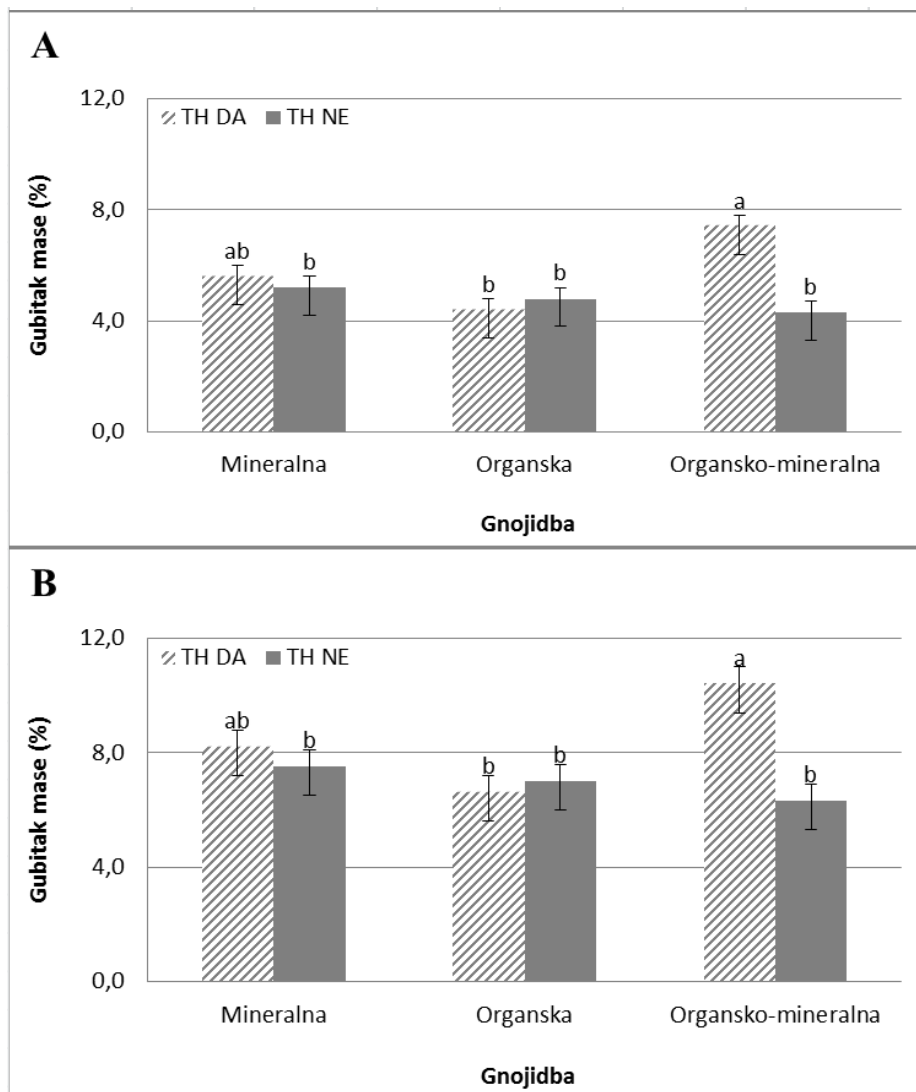 A
12,0
TH DA TH NE
8,0
4,0
0,0
Gubitak mase (%)
ab
b
b
b
a
b
Mineralna
Organska
Organsko-mineralna
Gnojidba
B
12,0
TH DA TH NE
8,0
4,0
0,0
Gubitak mase (%)
ab
b
b
b
a
b
Mineralna
Organska
Organsko-mineralna
Gnojidba